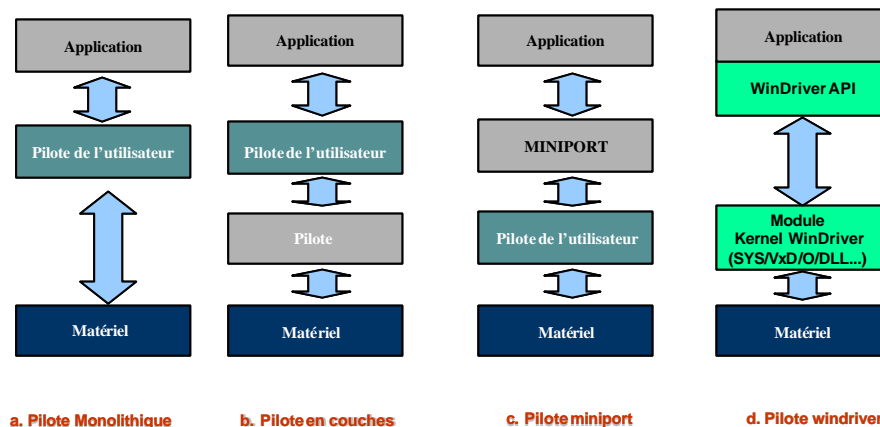 Application
Pilote de l'utilisateur
Matériel
a. Pilote Monolithique
Application
Pilote de l'utilisateur
Pilote
Matériel
b. Pilote en couches
Application
MINIPORT
Pilote de l'utilisateur
Matériel
c. Pilote miniport
Application
WinDriver API
Module
Kernel WinDriver
(SYS/VxD/O/DLL...)
Matériel
d. Pilote windriver